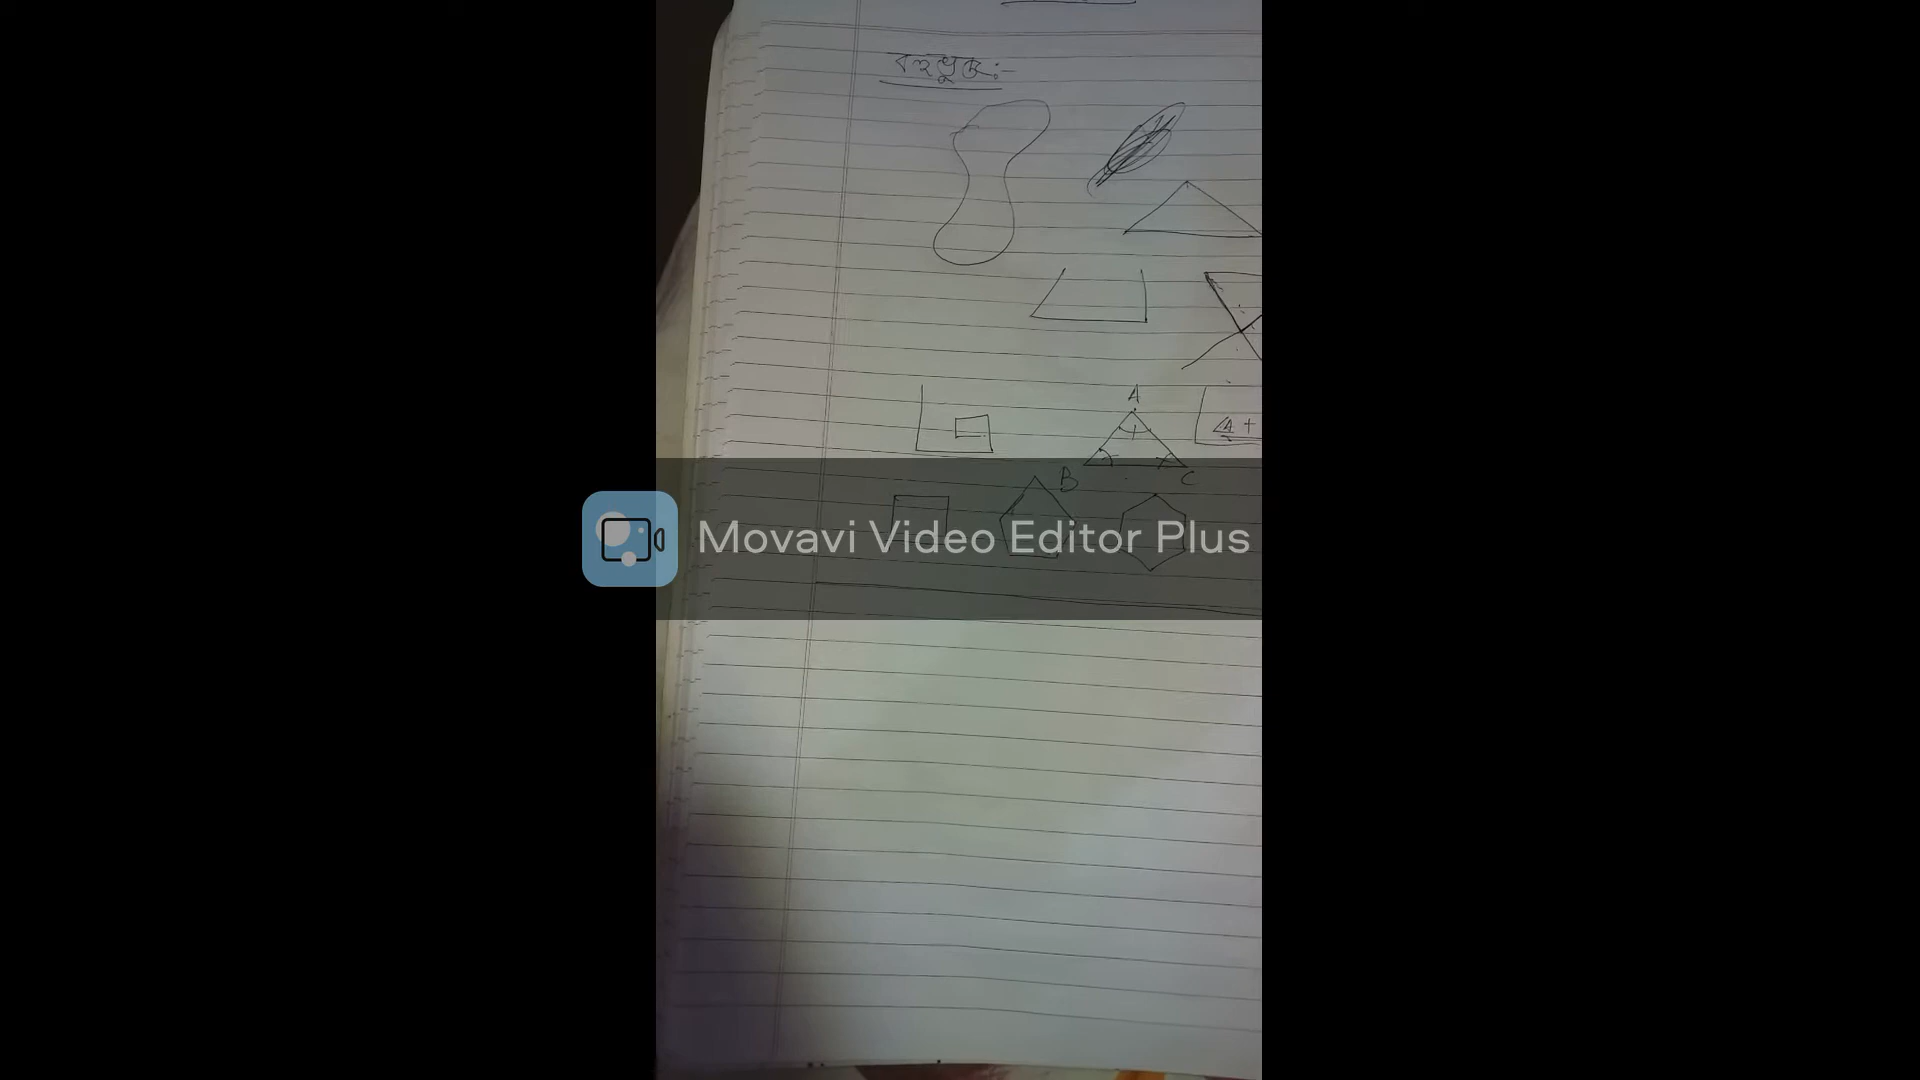 বহুভুজ:-
A
∠A +
B
C
Movavi Video Editor Plus